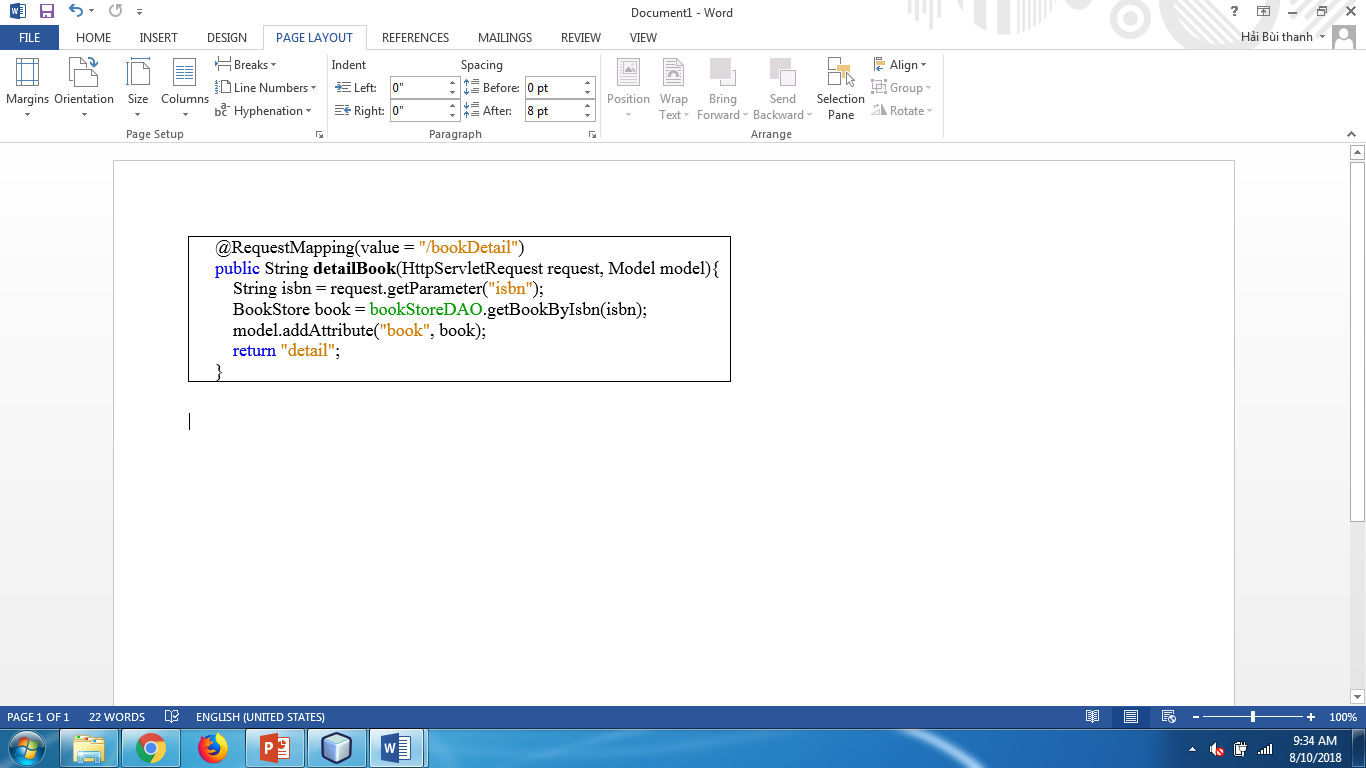 Document1 - Word
?
FILE HOME INSERT DESIGN PAGE LAYOUT REFERENCES MAILINGS REVIEW VIEW
Hải Bùi thanh
Margins Orientation Size Columns
Breaks
Line Numbers
Hyphenation
Page Setup
Indent Spacing
Left: 0" Before: 0 pt
Right: 0" After: 8 pt
Paragraph
Position
Wrap Text
Bring Forward
Send Backward
Selection Pane
Align
Group
Rotate
Arrange
@RequestMapping(value = "/bookDetail")
public String detailBook(HttpServletRequest request, Model model){
String isbn = request.getParameter("isbn");
BookStore book = bookStoreDAO.getBookByIsbn(isbn);
model.addAttribute("book", book);
return "detail";
}
PAGE 1 OF 1 22 WORDS ENGLISH (UNITED STATES) 100%
9:34 AM
8/10/2018